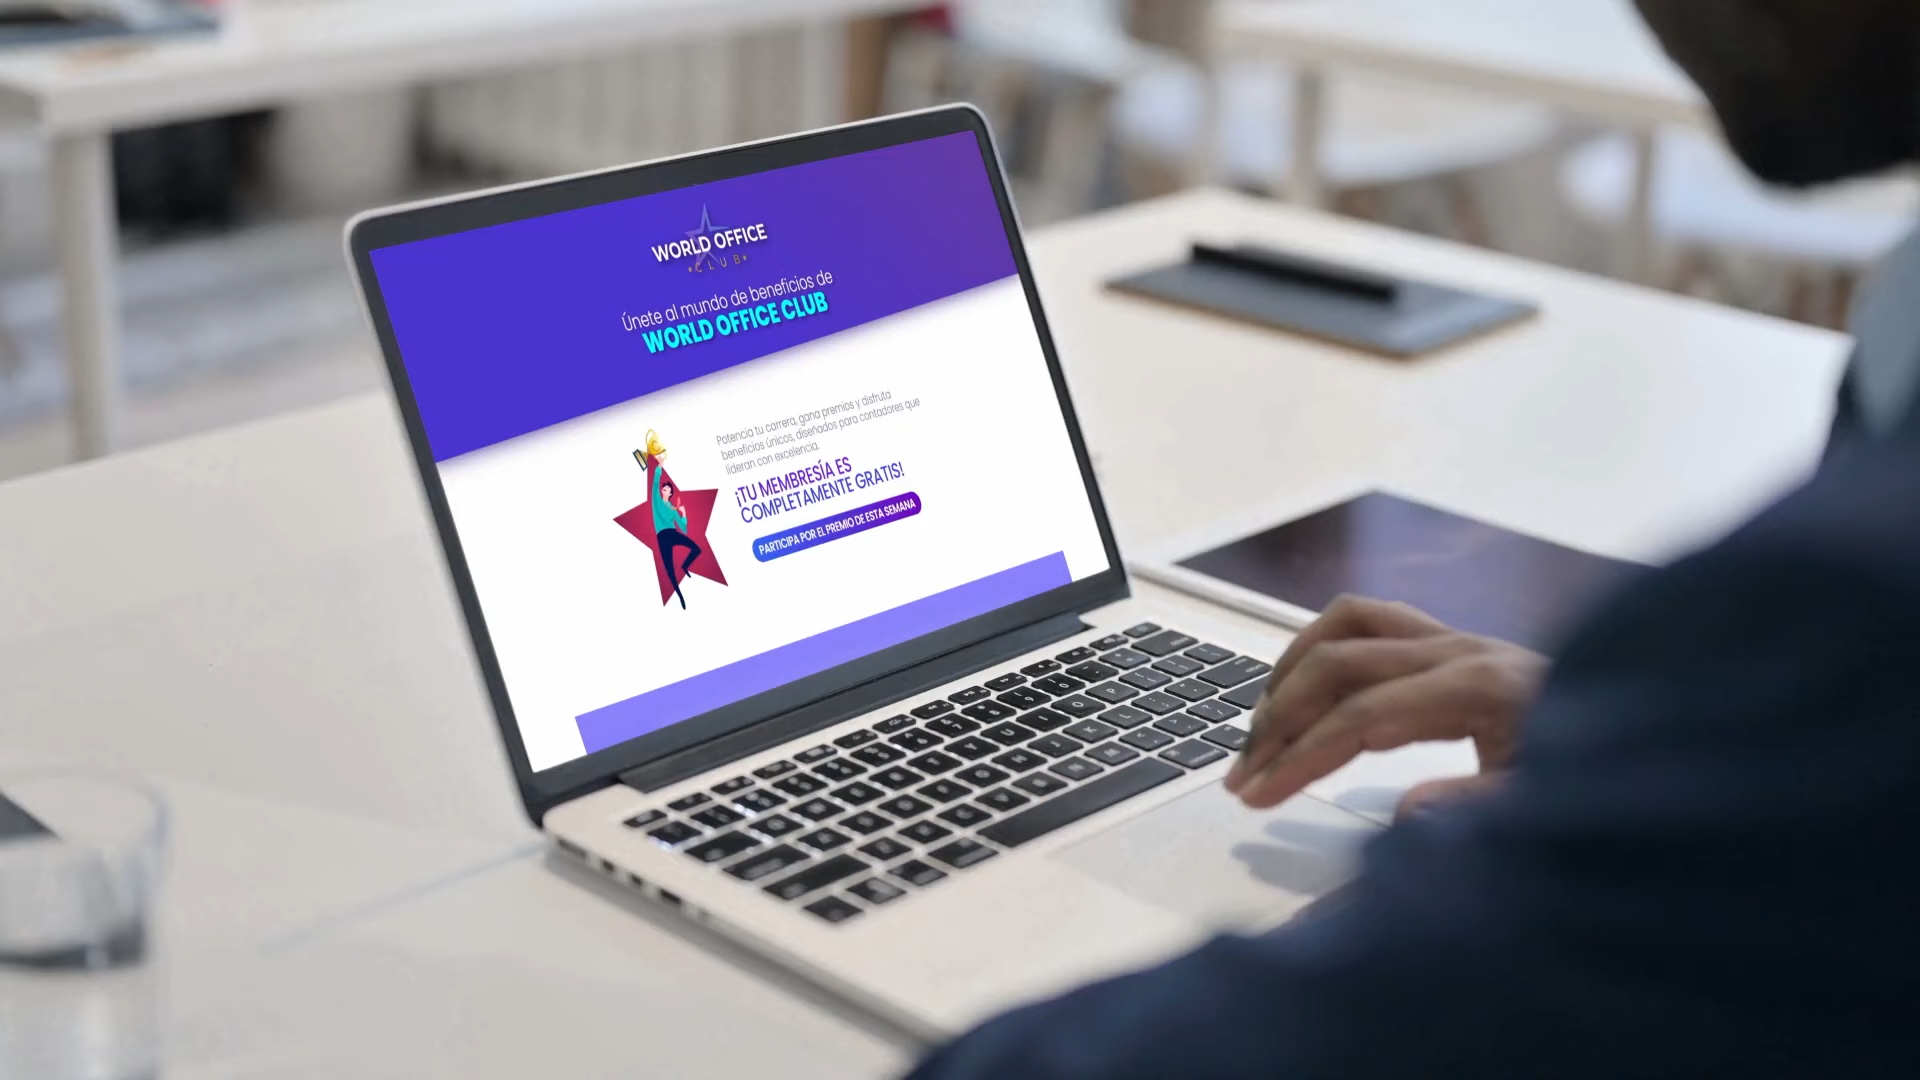 WORLD OFFICE
CLUB
Únete al mundo de beneficios de
WORLD OFFICE CLUB
Potencia tu carrera, gana premios y disfruta
beneficios únicos, diseñados para contadores que
lideran con excelencia.
¡TU MEMBRESÍA ES
COMPLETAMENTE GRATIS!
PARTICIPA POR EL PREMIO DE ESTA SEMANA